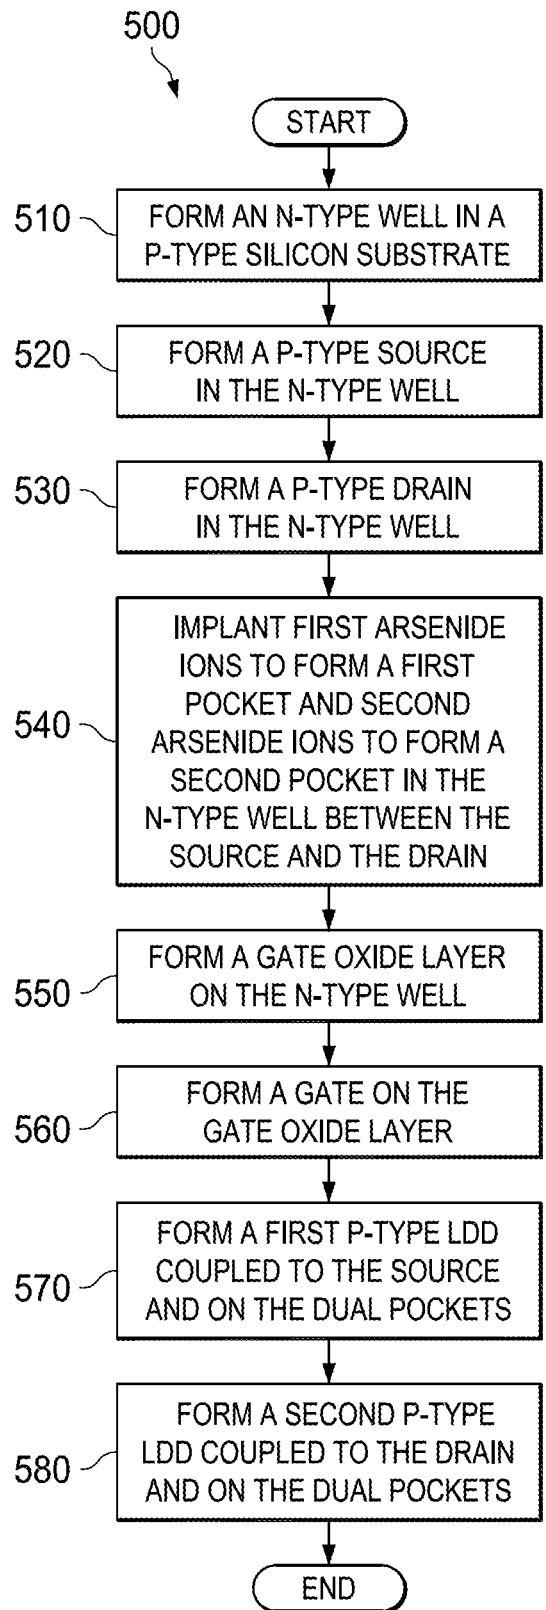 500
START
510
FORM AN N-TYPE WELL IN A
P-TYPE SILICON SUBSTRATE
520
FORM A P-TYPE SOURCE
IN THE N-TYPE WELL
530
FORM A P-TYPE DRAIN
IN THE N-TYPE WELL
540
IMPLANT FIRST ARSENIDE
IONS TO FORM A FIRST
POCKET AND SECOND
ARSENIDE IONS TO FORM A
SECOND POCKET IN THE
N-TYPE WELL BETWEEN THE
SOURCE AND THE DRAIN
550
FORM A GATE OXIDE LAYER
ON THE N-TYPE WELL
560
FORM A GATE ON THE
GATE OXIDE LAYER
570
FORM A FIRST P-TYPE LDD
COUPLED TO THE SOURCE
AND ON THE DUAL POCKETS
580
FORM A SECOND P-TYPE
LDD COUPLED TO THE DRAIN
AND ON THE DUAL POCKETS
END